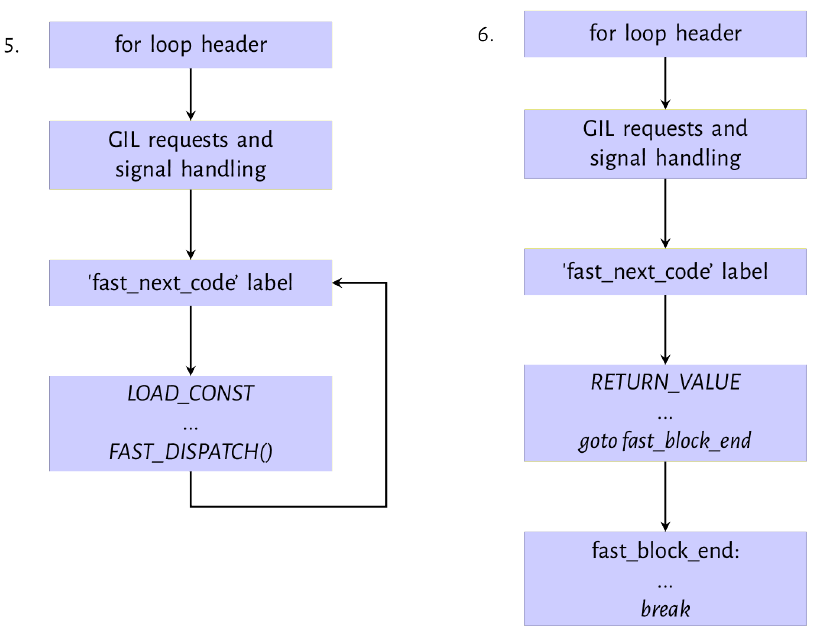 5.
for loop header
GIL requests and
signal handling
'fast_next_code’ label
LOAD_CONST
...
FAST_DISPATCH()
6.
for loop header
GIL requests and
signal handling
'fast_next_code’ label
RETURN_VALUE
...
goto fast_block_end
fast_block_end:
...
break